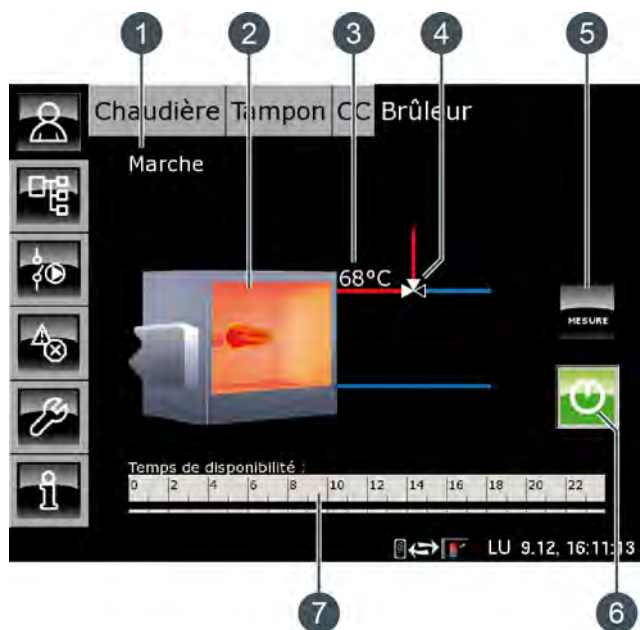 1 2 3 4 5
Chaudière Tampon CC Brûleur
Marche
68°C
MESURE
Temps de disponibilité :
0 2 4 6 8 10 12 14 16 18 20 22
LU 9.12, 16:11:13
7 6